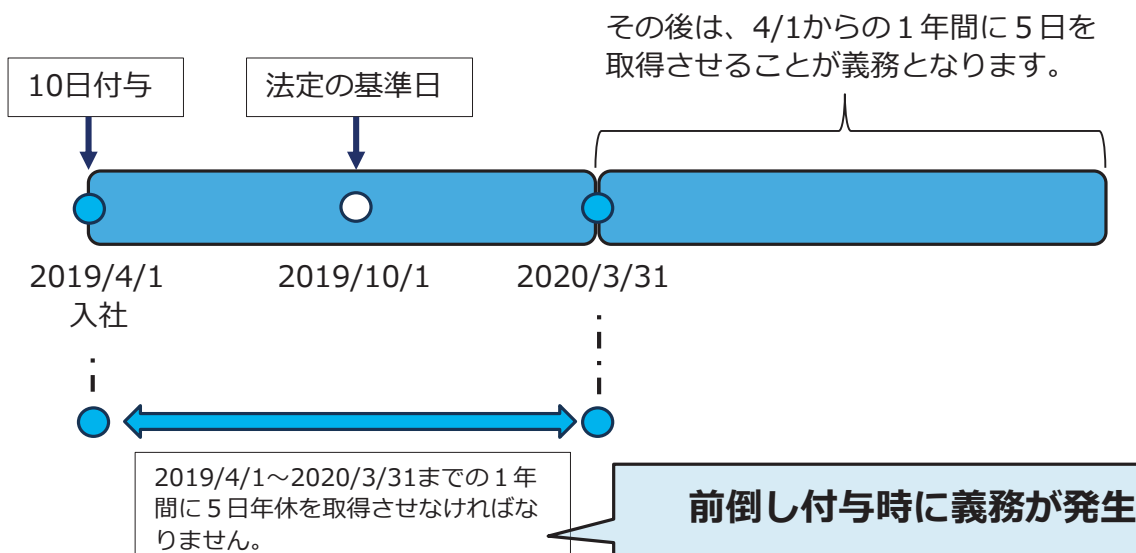 その後は、4/1からの１年間に５日を
取得させることが義務となります。
10日付与
法定の基準日
2019/4/1
入社
2019/10/1
2020/3/31
2019/4/1～2020/3/31までの１年
間に５日年休を取得させなければな
りません。
前倒し付与時に義務が発生